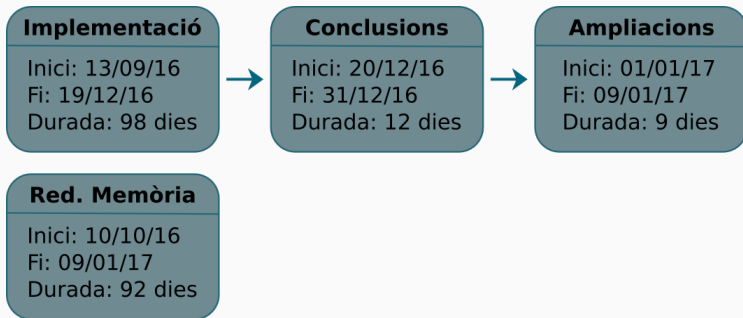 Implementació
Inici: 13/09/16
Fi: 19/12/16
Durada: 98 dies
Conclusions
Inici: 20/12/16
Fi: 31/12/16
Durada: 12 dies
Ampliacions
Inici: 01/01/17
Fi: 09/01/17
Durada: 9 dies
Red. Memòria
Inici: 10/10/16
Fi: 09/01/17
Durada: 92 dies